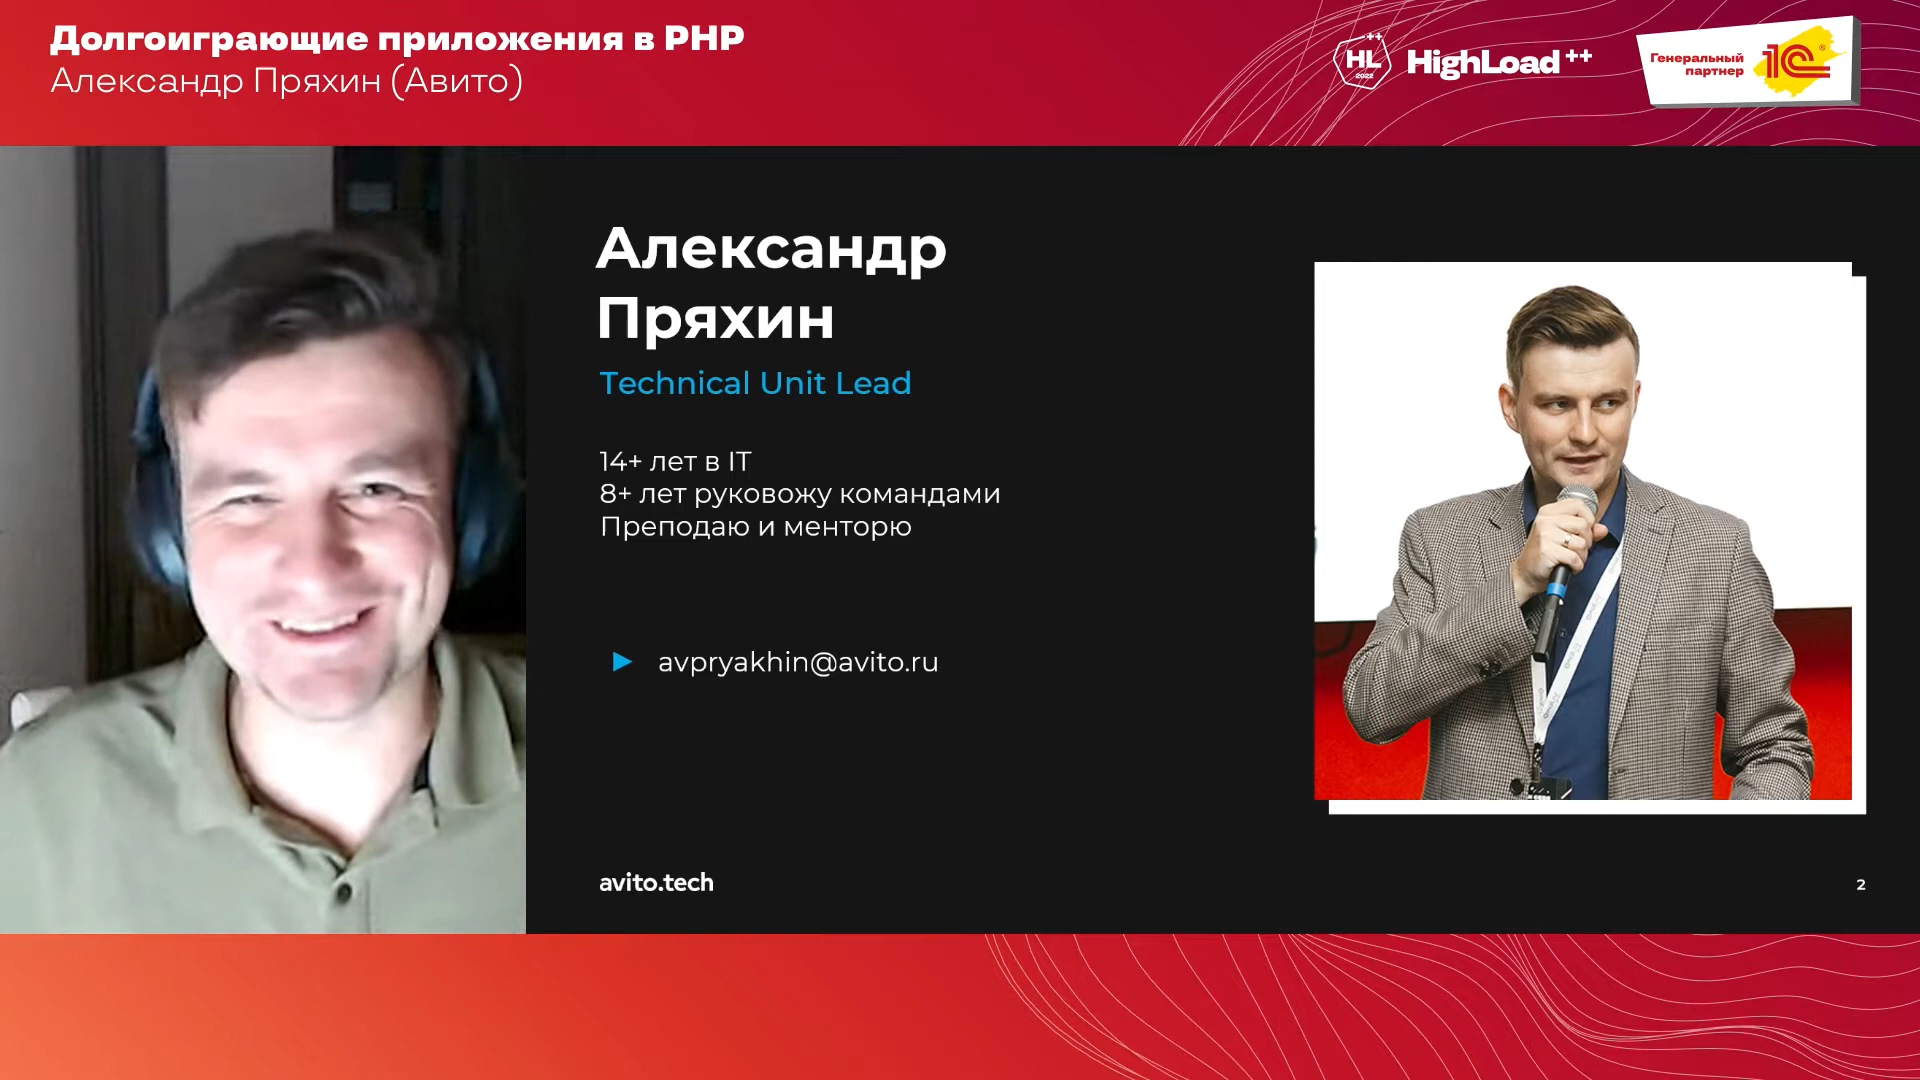 Долгоиграющие приложения в PHP
Александр Пряхин (Авито)
HL++
2022
HighLoad++
Генеральный
партнер
1С
Александр
Пряхин
Technical Unit Lead
14+ лет в IT
8+ лет руковожу командами
Преподаю и менторю
avpryakhin@avito.ru
avito.tech
2